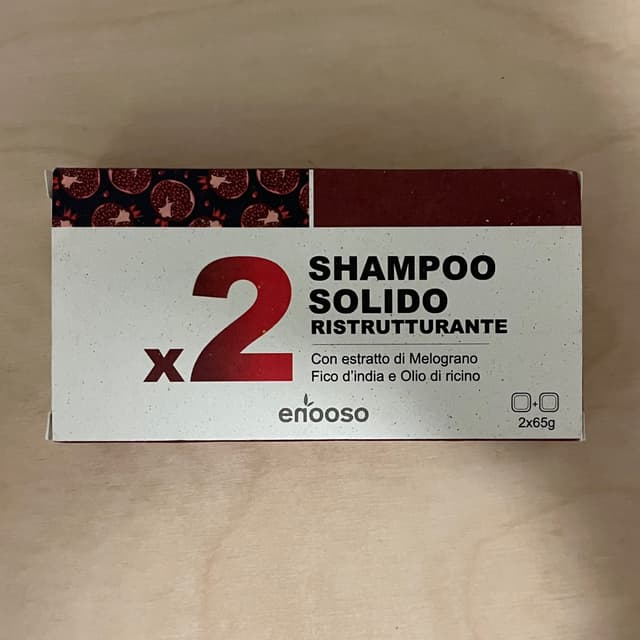 x2
SHAMPOO
SOLIDO
RISTRUTTURANTE
Con estratto di Melograno
Fico d'india e Olio di ricino
enooso
+
2x65g